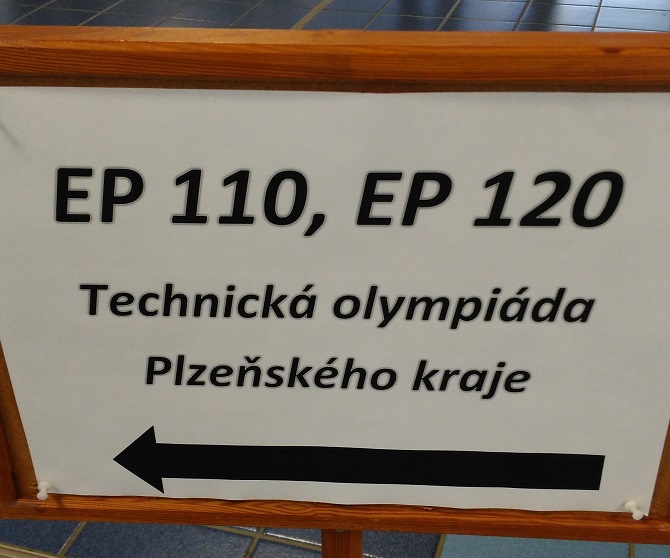 EP 110, EP 120
Technická olympiáda
Plzeňského kraje